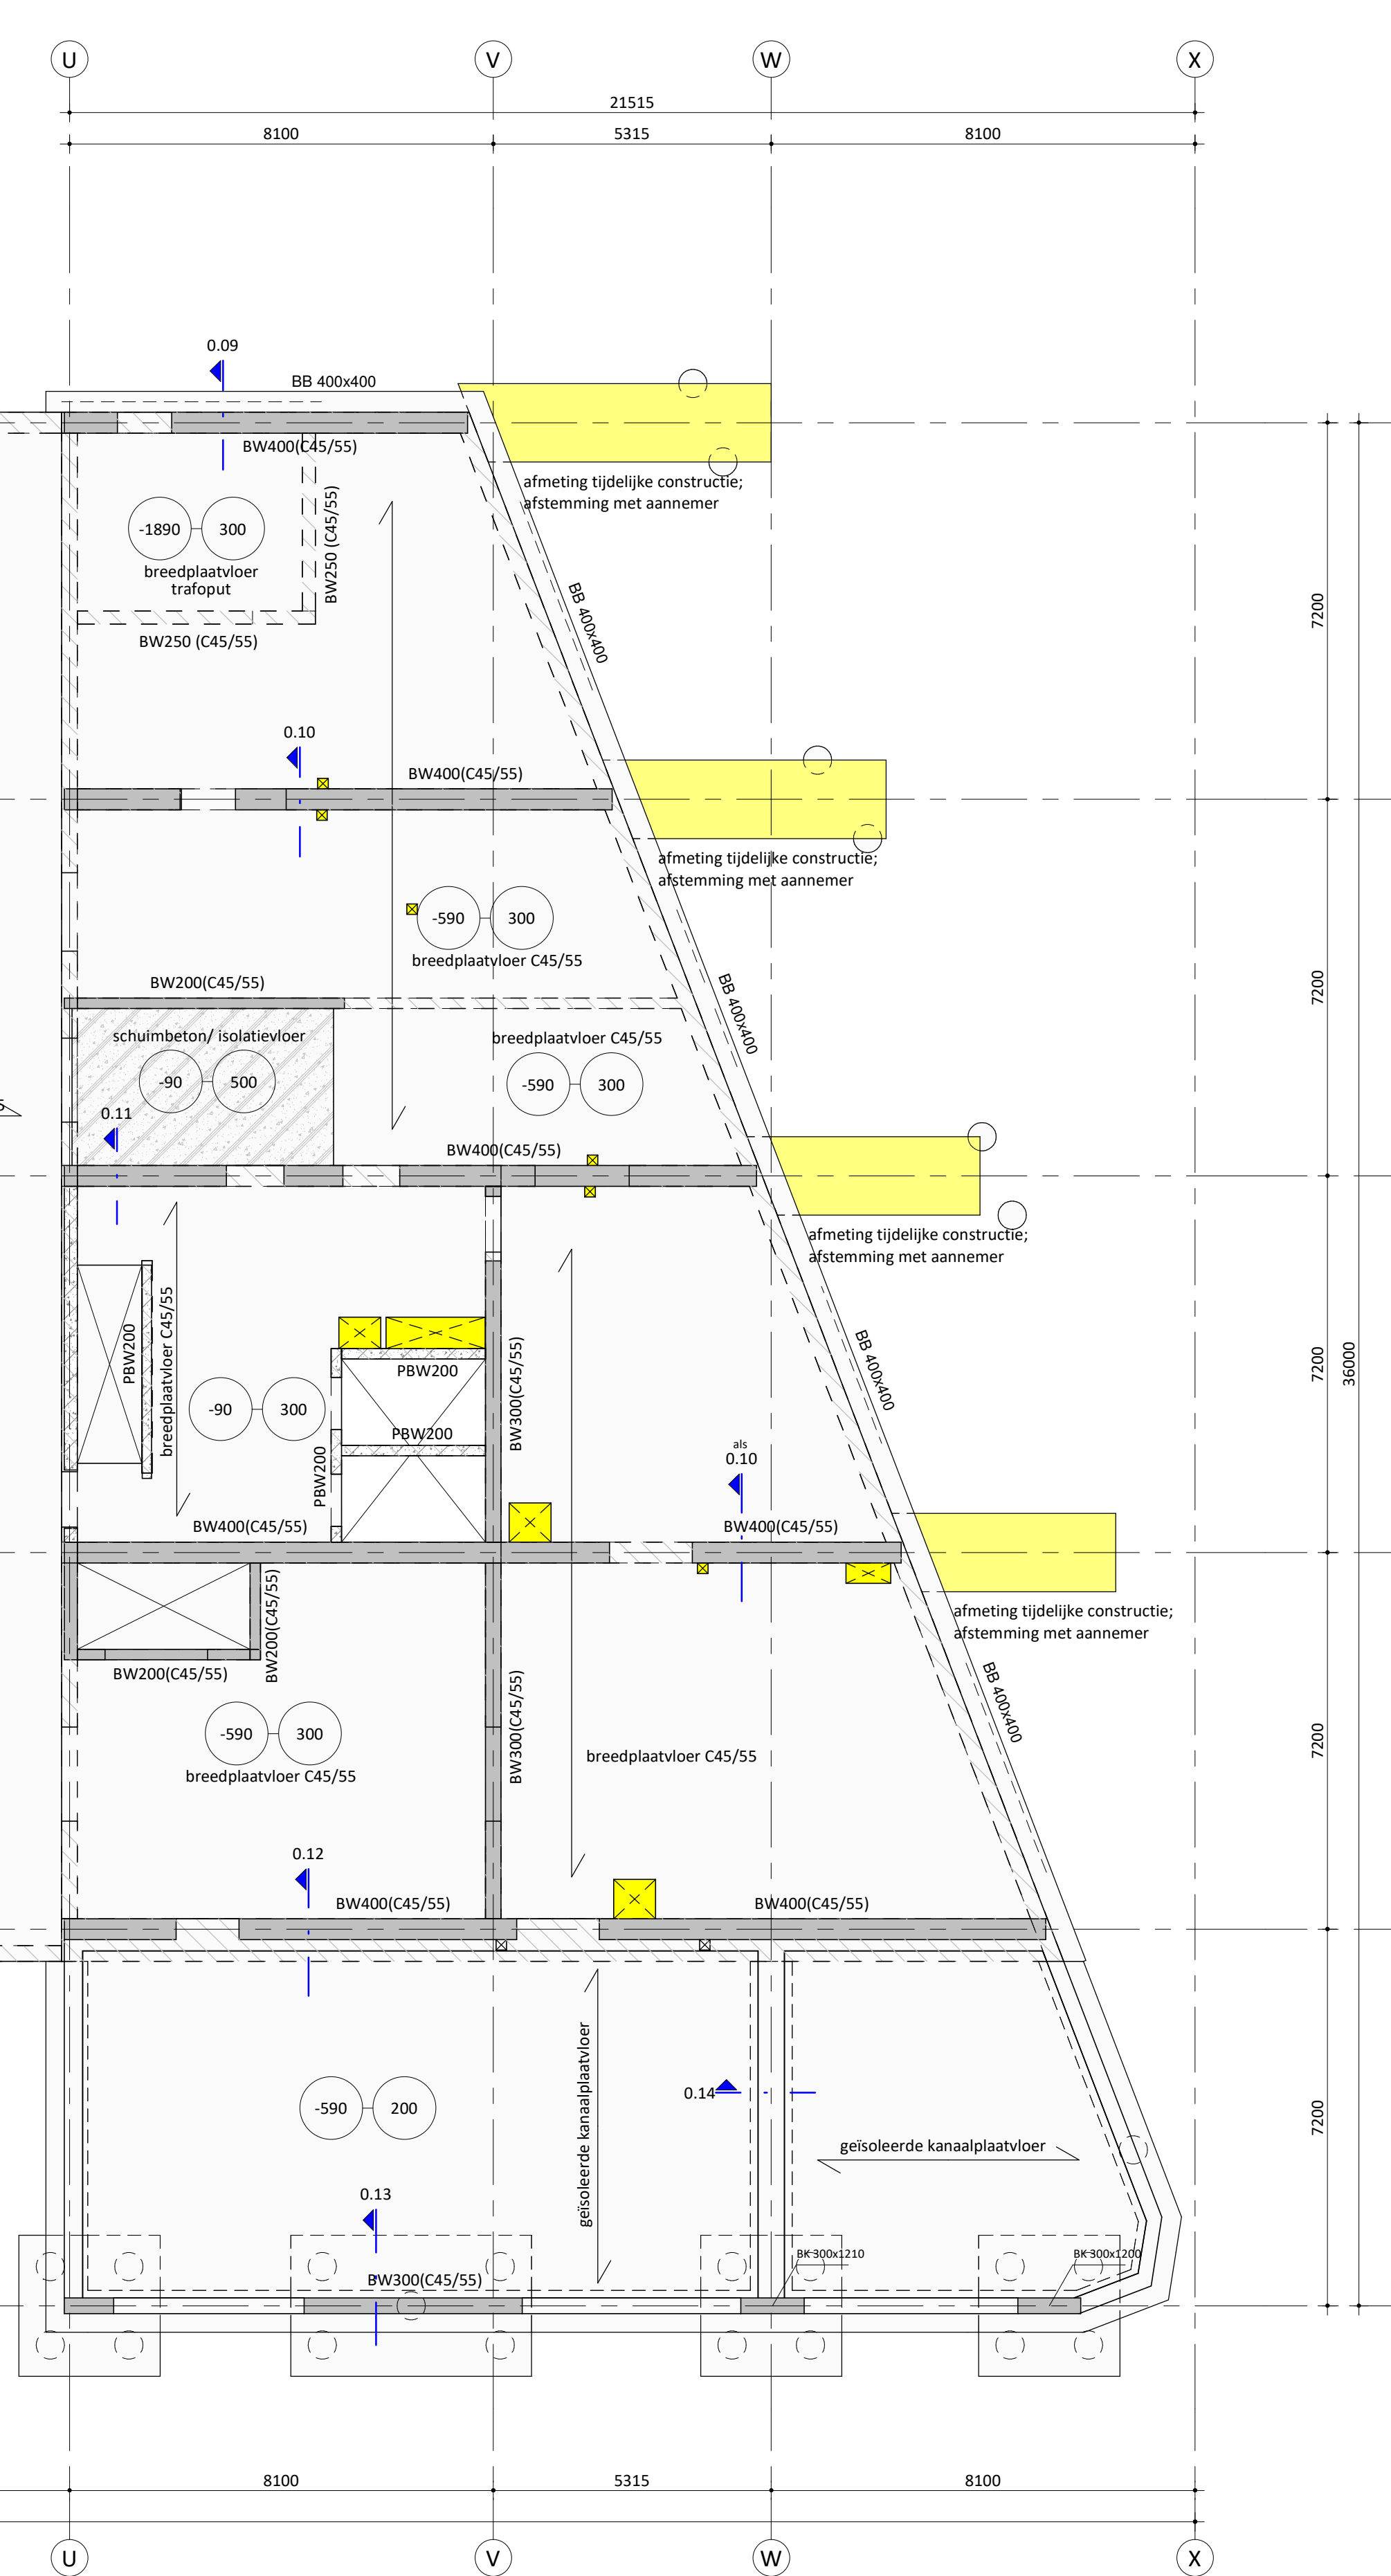 U
V
W
X
21515
8100
5315
8100
0.09
BB 400x400
BW400(C45/55)
afmeting tijdelijke constructie;
afstemming met aannemer
-1890
300
breedplaatvloer
trafoput
BW250 (C45/55)
BW250 (C45/55)
BB 400x400
7200
0.10
BW400(C45/55)
afmeting tijdelijke constructie;
afstemming met aannemer
-590
300
breedplaatvloer C45/55
BW200(C45/55)
BB 400x400
7200
schuimbeton/ isolatievloer
-90
500
breedplaatvloer C45/55
-590
300
0.11
BW400(C45/55)
afmeting tijdelijke constructie;
afstemming met aannemer
PBW200
breedplaatvloer C45/55
-90
300
PBW200
PBW200
PBW200
BW300(C45/55)
BB 400x400
7200
36000
als
0.10
BW400(C45/55)
BW400(C45/55)
afmeting tijdelijke constructie;
afstemming met aannemer
BW200(C45/55)
BW200(C45/55)
-590
300
breedplaatvloer C45/55
BW300(C45/55)
breedplaatvloer C45/55
BB 400x400
7200
0.12
BW400(C45/55)
BW400(C45/55)
-590
200
geïsoleerde kanaalplaatvloer
0.14
geïsoleerde kanaalplaatvloer
7200
0.13
BW300(C45/55)
BK 300x1210
BK 300x1200
8100
5315
8100
U
V
W
X